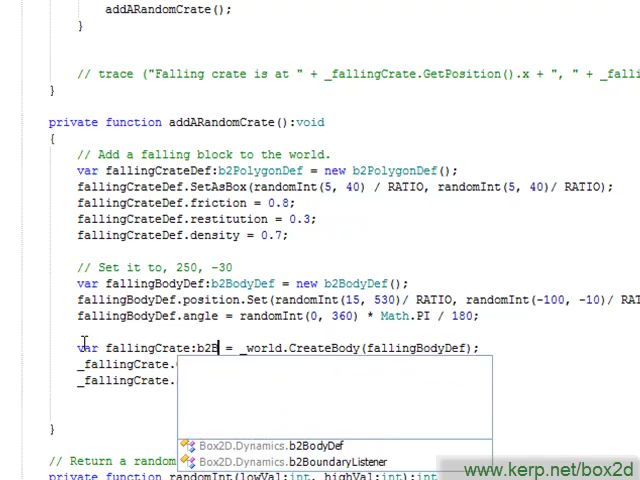 addARandomCrate();
}
// trace ("Falling crate is at " + _fallingCrate.GetPosition().x + ", " + _fallin
}
private function addARandomCrate():void
{
// Add a falling block to the world.
var fallingCrateDef:b2PolygonDef = new b2PolygonDef();
fallingCrateDef.SetAsBox(randomInt(5, 40) / RATIO, randomInt(5, 40)/ RATIO);
fallingCrateDef.friction = 0.8;
fallingCrateDef.restitution = 0.3;
fallingCrateDef.density = 0.7;
// Set it to, 250, -30
var fallingBodyDef:b2BodyDef = new b2BodyDef();
fallingBodyDef.position.Set(randomInt(15, 530)/ RATIO, randomInt(-100, -10)/ RAT
fallingBodyDef.angle = randomInt(0, 360) * Math.PI / 180;
var fallingCrate:b2B = _world.CreateBody(fallingBodyDef);
_fallingCrate.
_fallingCrate.
Box2D.Dynamics.b2BodyDef
}
Box2D.Dynamics.b2BoundaryListener
// Return a random
www.kerp.net/box2d
private function randomInt(lowVal:int, highVal:int):int